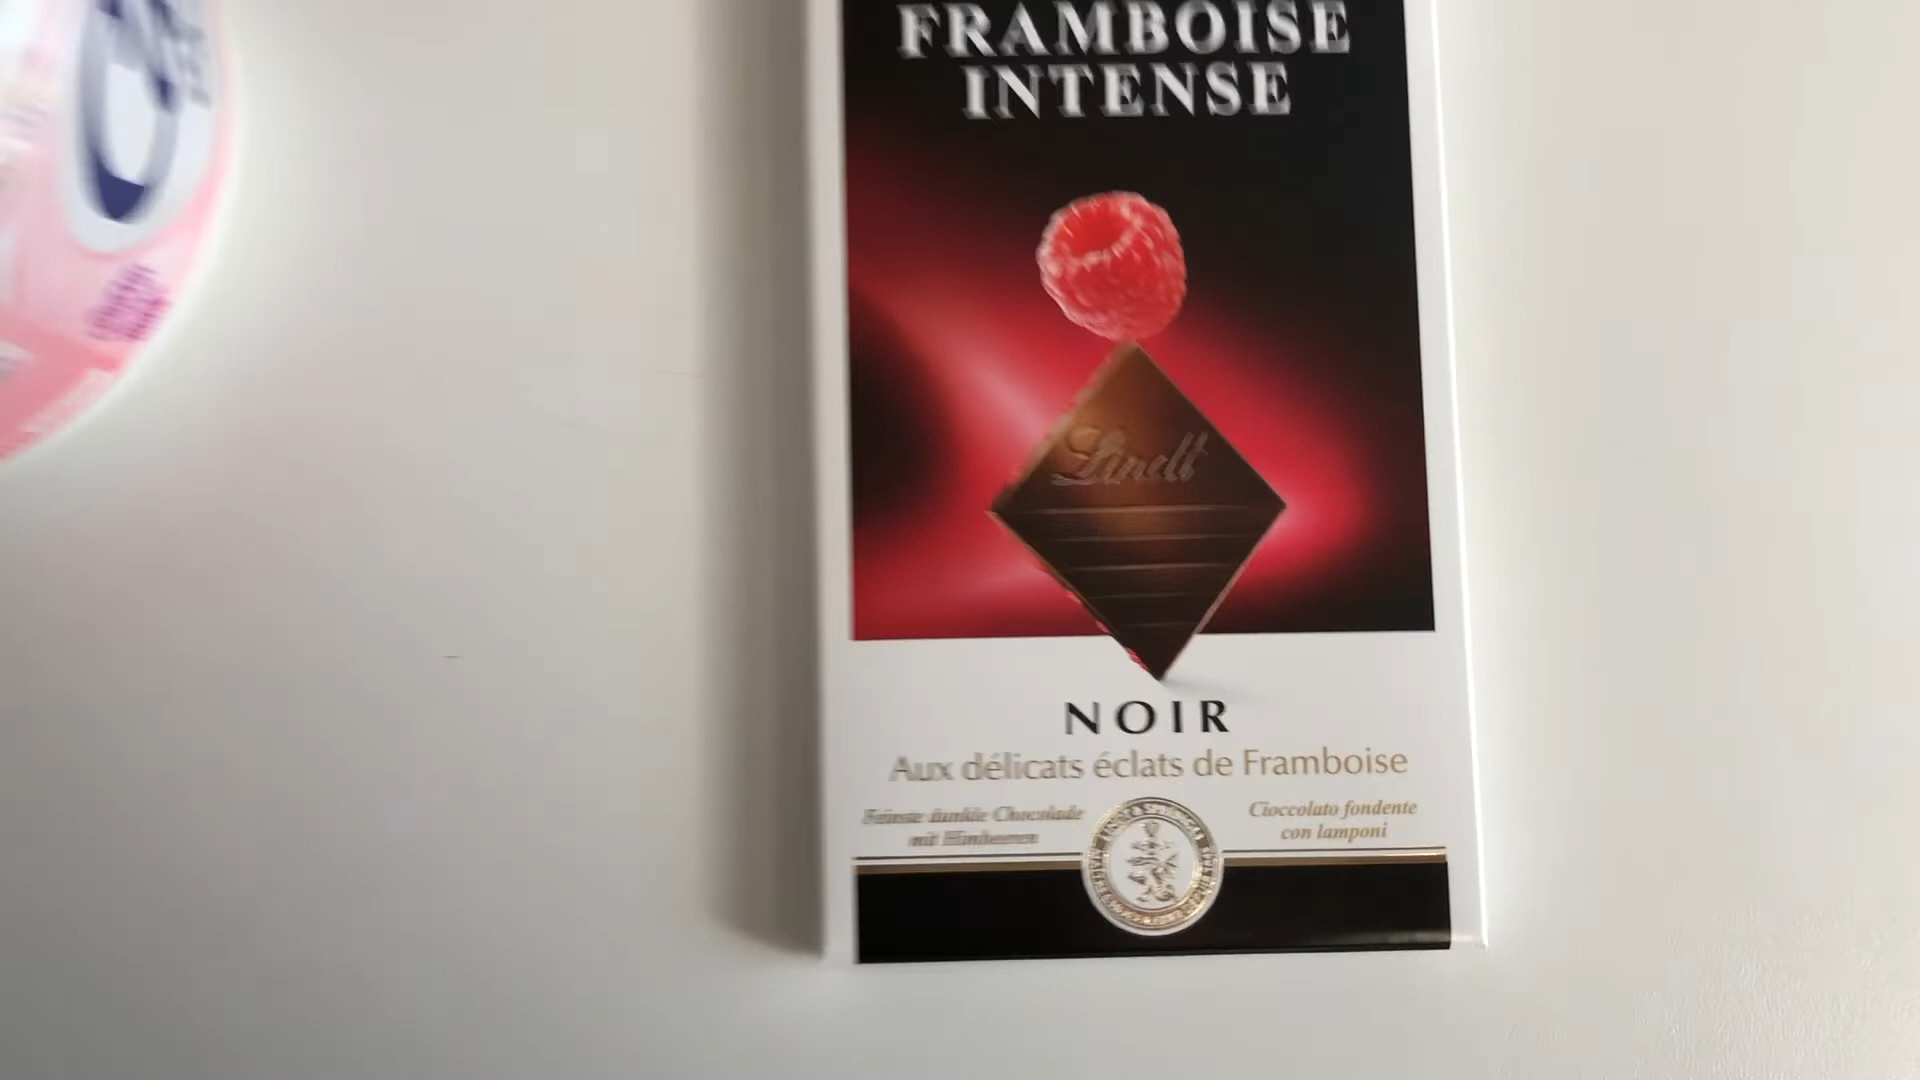 FRAMBOISE
INTENSE
Lindt
NOIR
Aux délicats éclats de Framboise
Feinste dunkle Chocolade
mit Himbeeren
Cioccolato fondente
con lamponi